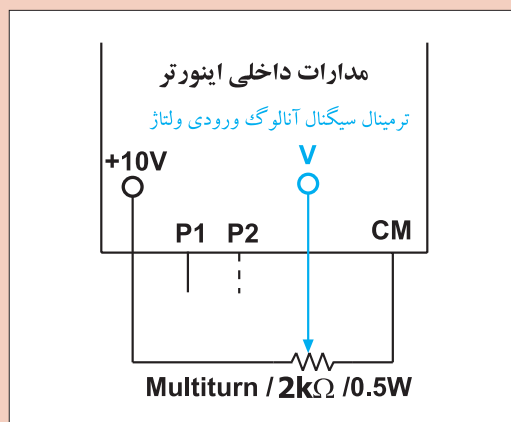 مدارات داخلی اینورتر
ترمینال سیگنال آنالوگ ورودی ولتاژ
+10V
V
P1 P2 CM
Multiturn / 2kΩ /0.5W